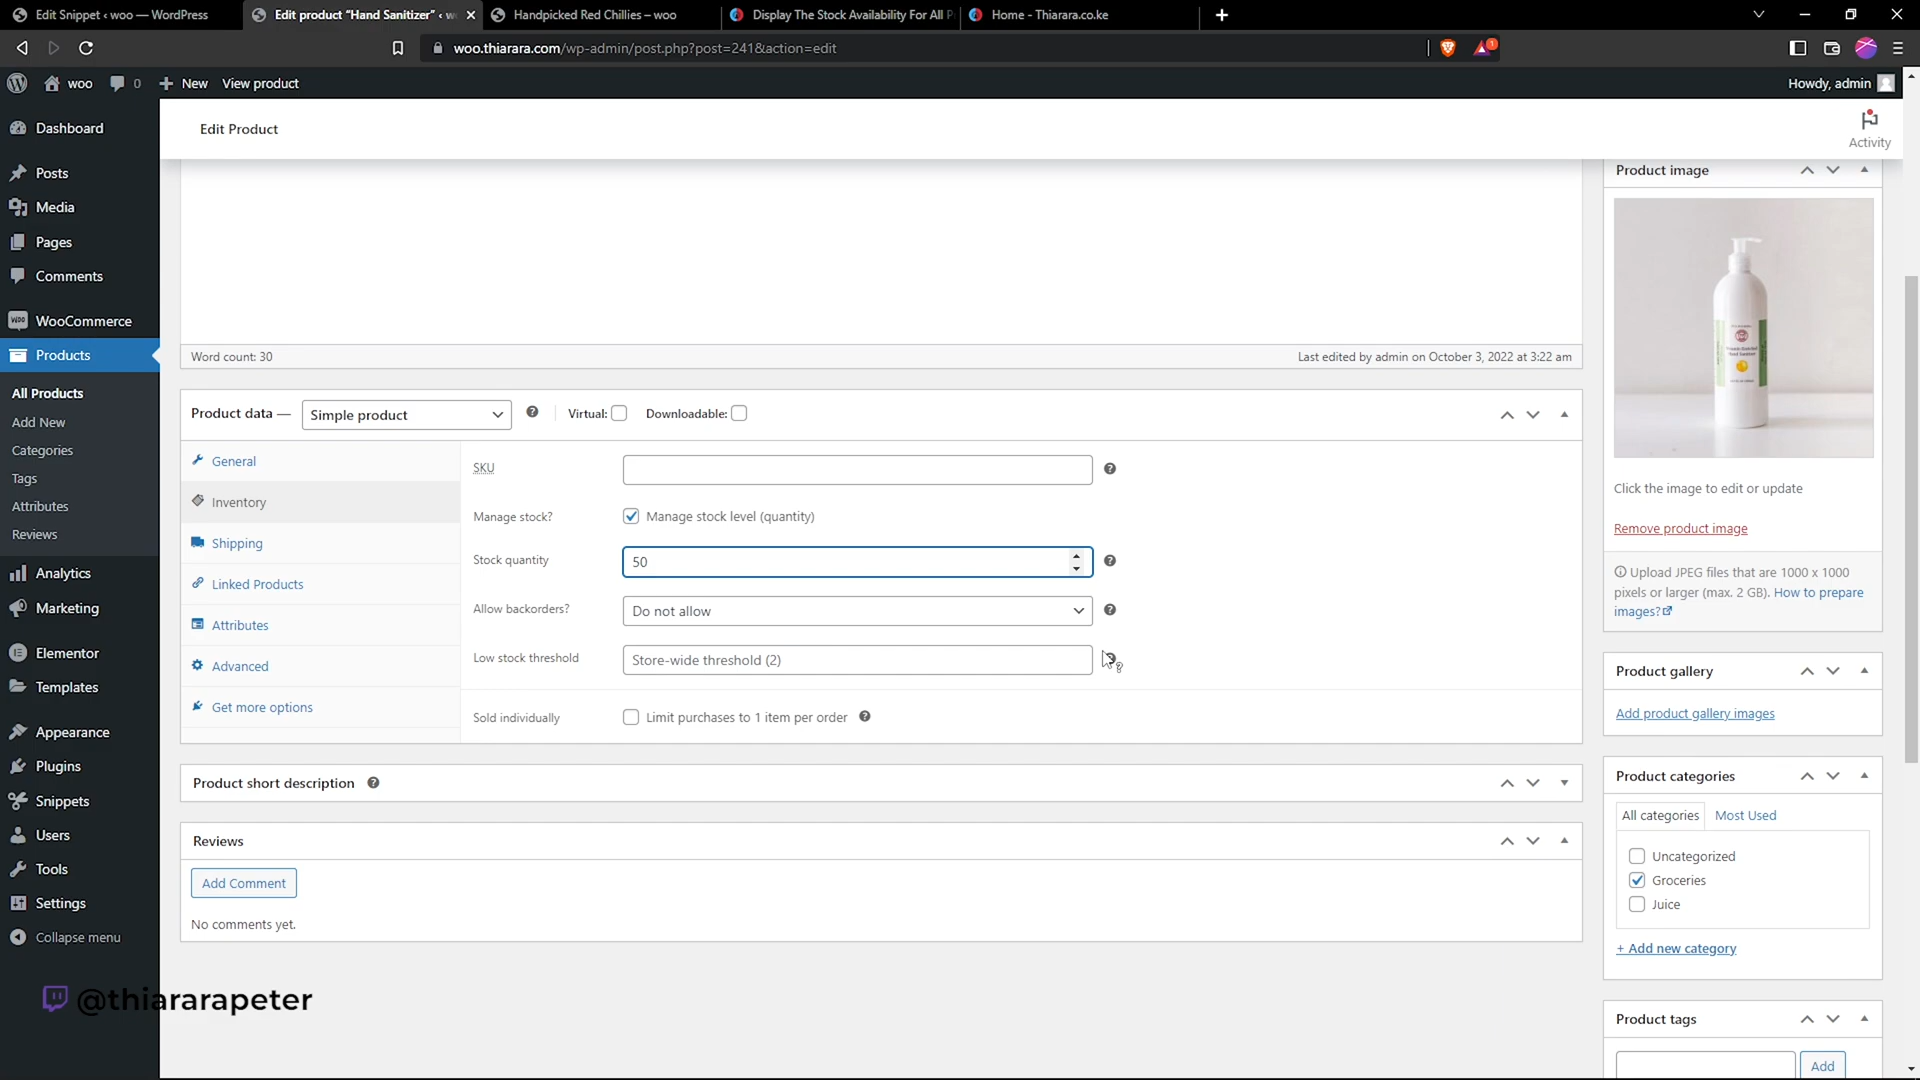 Edit Snippet ‹ woo — WordPress
Edit product “Hand Sanitizer” ‹ w
Handpicked Red Chillies – woo
Display The Stock Availability For All P
Home - Thiarara.co.ke
woo.thiarara.com/wp-admin/post.php?post=241&action=edit
1
woo
0
New
View product
Howdy, admin
Edit Product
Activity
Dashboard
Posts
Media
Pages
Comments
WooCommerce
Products
All Products
Add New
Categories
Tags
Attributes
Reviews
Analytics
Marketing
Elementor
Templates
Appearance
Plugins
Snippets
Users
Tools
Settings
Collapse menu
Word count: 30
Last edited by admin on October 3, 2022 at 3:22 am
Product data —
Simple product
Virtual:
Downloadable:
General
Inventory
Shipping
Linked Products
Attributes
Advanced
Get more options
SKU
Manage stock?
Manage stock level (quantity)
Stock quantity
50
Allow backorders?
Do not allow
Low stock threshold
Store-wide threshold (2)
Sold individually
Limit purchases to 1 item per order
Product short description
Reviews
Add Comment
No comments yet.
Product image
Click the image to edit or update
Remove product image
Upload JPEG files that are 1000 x 1000
pixels or larger (max. 2 GB). How to prepare
images?
Product gallery
Add product gallery images
Product categories
All categories
Most Used
Uncategorized
Groceries
Juice
+ Add new category
Product tags
Add
@thiararapeter